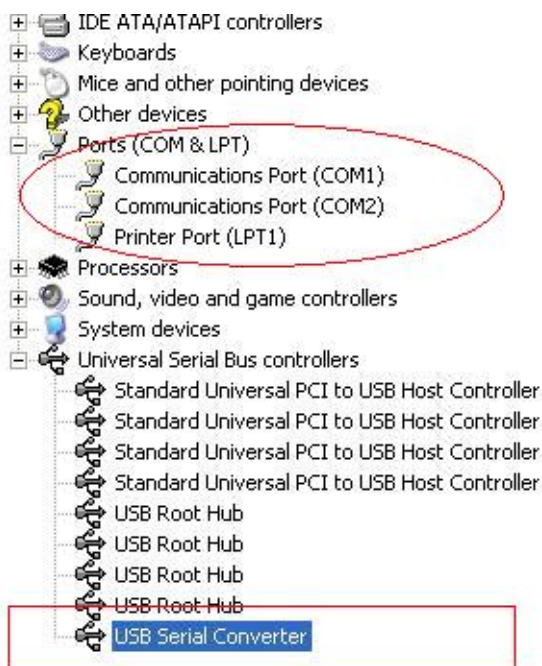 IDE ATA/ATAPI controllers
Keyboards
Mice and other pointing devices
Other devices
Ports (COM & LPT)
Communications Port (COM1)
Communications Port (COM2)
Printer Port (LPT1)
Processors
Sound, video and game controllers
System devices
Universal Serial Bus controllers
Standard Universal PCI to USB Host Controller
Standard Universal PCI to USB Host Controller
Standard Universal PCI to USB Host Controller
Standard Universal PCI to USB Host Controller
USB Root Hub
USB Root Hub
USB Root Hub
USB Root Hub
USB Serial Converter